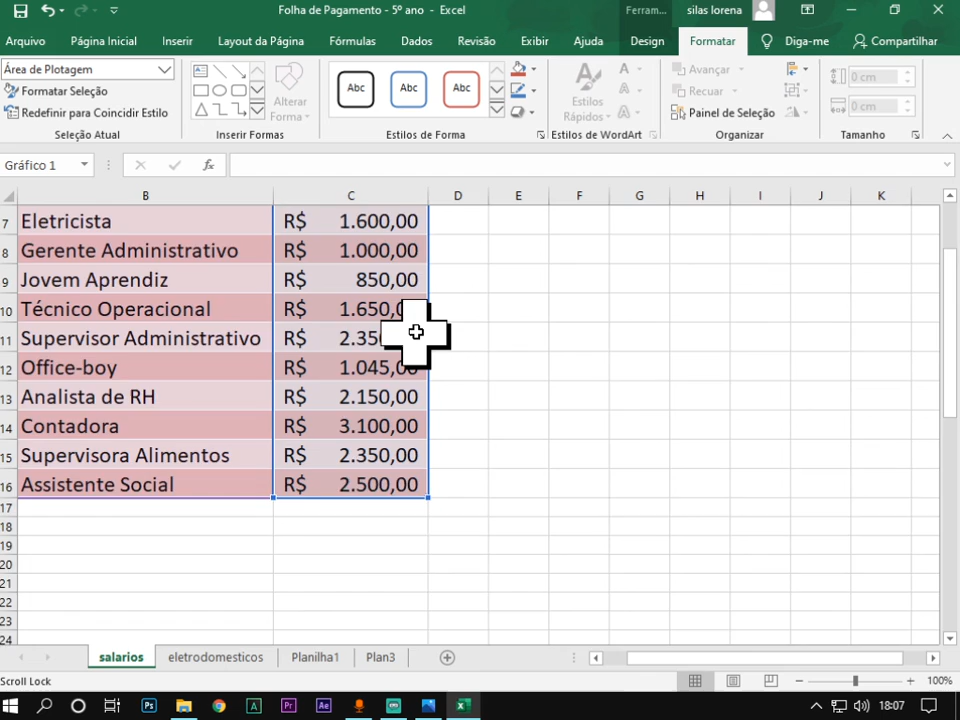 Folha de Pagamento - 5º ano - Excel
Ferram...
silas lorena
Arquivo
Página Inicial
Inserir
Layout da Página
Fórmulas
Dados
Revisão
Exibir
Ajuda
Design
Formatar
Diga-me
Compartilhar
Área de Plotagem
Formatar Seleção
Redefinir para Coincidir Estilo
Seleção Atual
Alterar
Forma
Inserir Formas
Abc
Abc
Abc
Estilos de Forma
Estilos
Rápidos
Estilos de WordArt
Avançar
Recuar
Painel de Seleção
Organizar
0 cm
0 cm
Tamanho
Gráfico 1
fx
B C D E F G H I J K
7 Eletricista R$ 1.600,00
8 Gerente Administrativo R$ 1.000,00
9 Jovem Aprendiz R$ 850,00
10 Técnico Operacional R$ 1.650,0
11 Supervisor Administrativo R$ 2.35
12 Office-boy R$ 1.045,00
13 Analista de RH R$ 2.150,00
14 Contadora R$ 3.100,00
15 Supervisora Alimentos R$ 2.350,00
16 Assistente Social R$ 2.500,00
17
18
19
20
21
22
23
24
salarios
eletrodomesticos
Planilha1
Plan3
Scroll Lock
100%
Ps
A
Pr
Ae
18:07